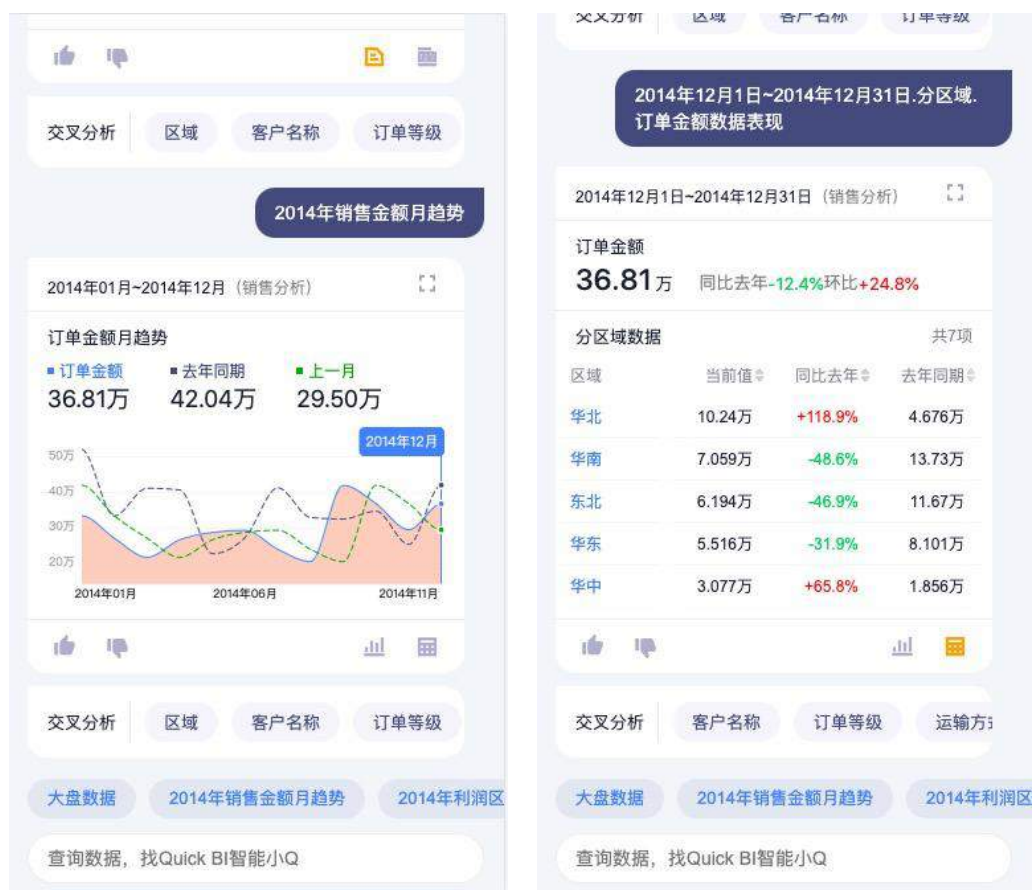 交叉分析 区域 客户名称 订单等级
2014年销售金额月趋势
2014年01月~2014年12月（销售分析）
订单金额月趋势
订单金额 去年同期 上一月
36.81万 42.04万 29.50万
2014年12月
50万
40万
30万
20万
2014年01月 2014年06月 2014年11月
交叉分析 区域 客户名称 订单等级
大盘数据 2014年销售金额月趋势 2014年利润区
查询数据，找Quick BI智能小Q
交叉分析 区域 客户名称 订单等级
2014年12月1日~2014年12月31日.分区域.
订单金额数据表现
2014年12月1日~2014年12月31日（销售分析）
订单金额
36.81万 同比去年-12.4%环比+24.8%
分区域数据 共7项
区域 当前值 同比去年 去年同期
华北 10.24万 +118.9% 4.676万
华南 7.059万 -48.6% 13.73万
东北 6.194万 -46.9% 11.67万
华东 5.516万 -31.9% 8.101万
华中 3.077万 +65.8% 1.856万
交叉分析 客户名称 订单等级 运输方式
大盘数据 2014年销售金额月趋势 2014年利润区
查询数据，找Quick BI智能小Q